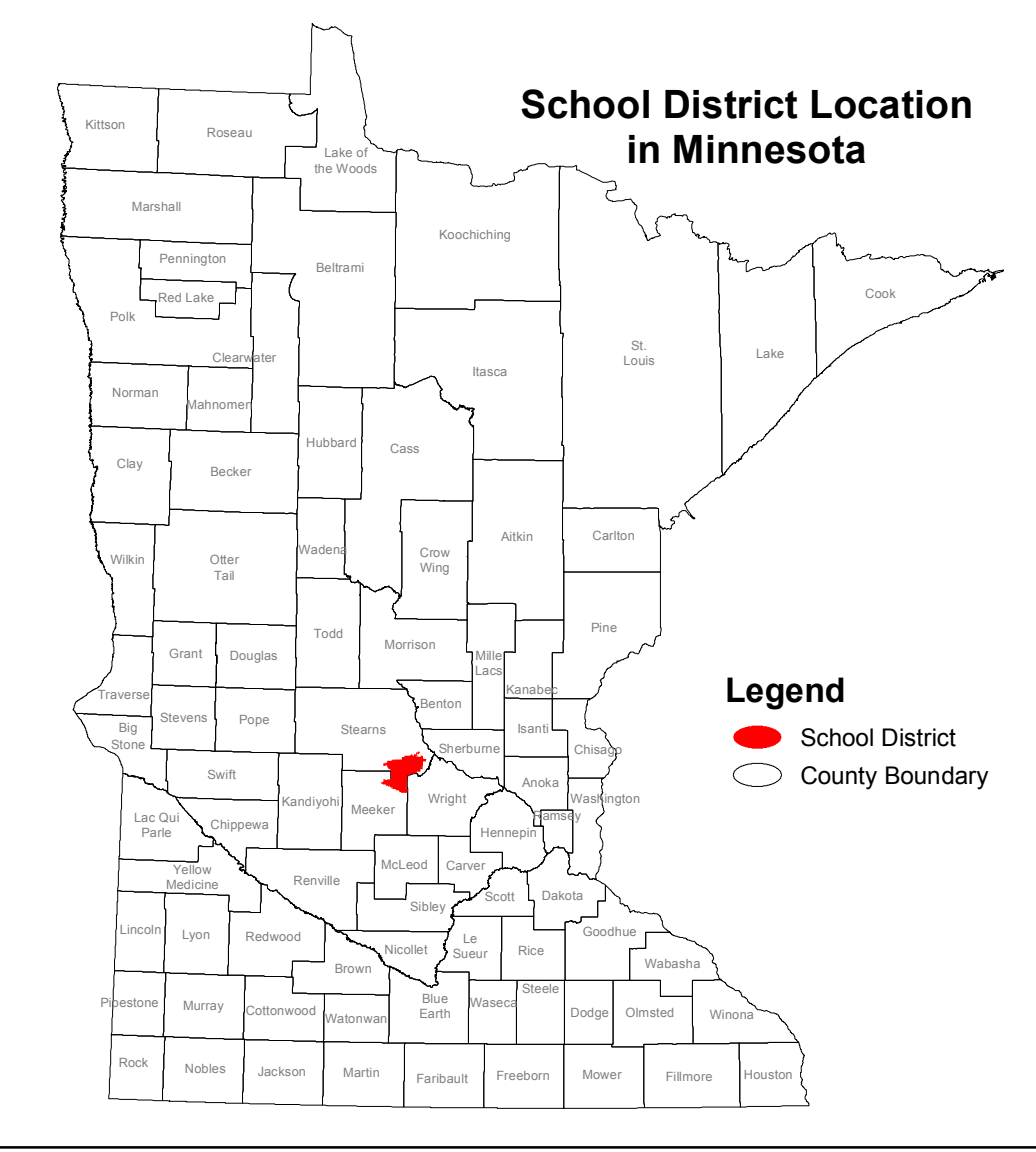 School District Location
in Minnesota
Kittson
Roseau
Lake of
the Woods
Marshall
Koochiching
Pennington
Beltrami
Red Lake
Cook
Polk
St.
Louis
Lake
Clearwater
Itasca
Norman
Mahnomen
Hubbard
Cass
Clay
Becker
Aitkin
Carlton
Wadena
Crow
Wing
Wilkin
Otter
Tail
Pine
Todd
Morrison
Grant
Douglas
Mille
Lacs
Kanabec
Traverse
Legend
Benton
Stevens
Pope
Stearns
Isanti
Big
Stone
School District
Sherburne
Chisago
Swift
County Boundary
Anoka
Kandiyohi
Wright
Washington
Meeker
Ramsey
Lac Qui
Parle
Chippewa
Hennepin
McLeod
Carver
Yellow
Medicine
Renville
Scott
Dakota
Sibley
Lincoln
Lyon
Redwood
Goodhue
Le
Sueur
Nicollet
Rice
Wabasha
Brown
Steele
Pipestone
Murray
Cottonwood
Blue
Earth
Waseca
Watonwan
Dodge
Olmsted
Winona
Rock
Nobles
Jackson
Martin
Faribault
Freeborn
Mower
Fillmore
Houston